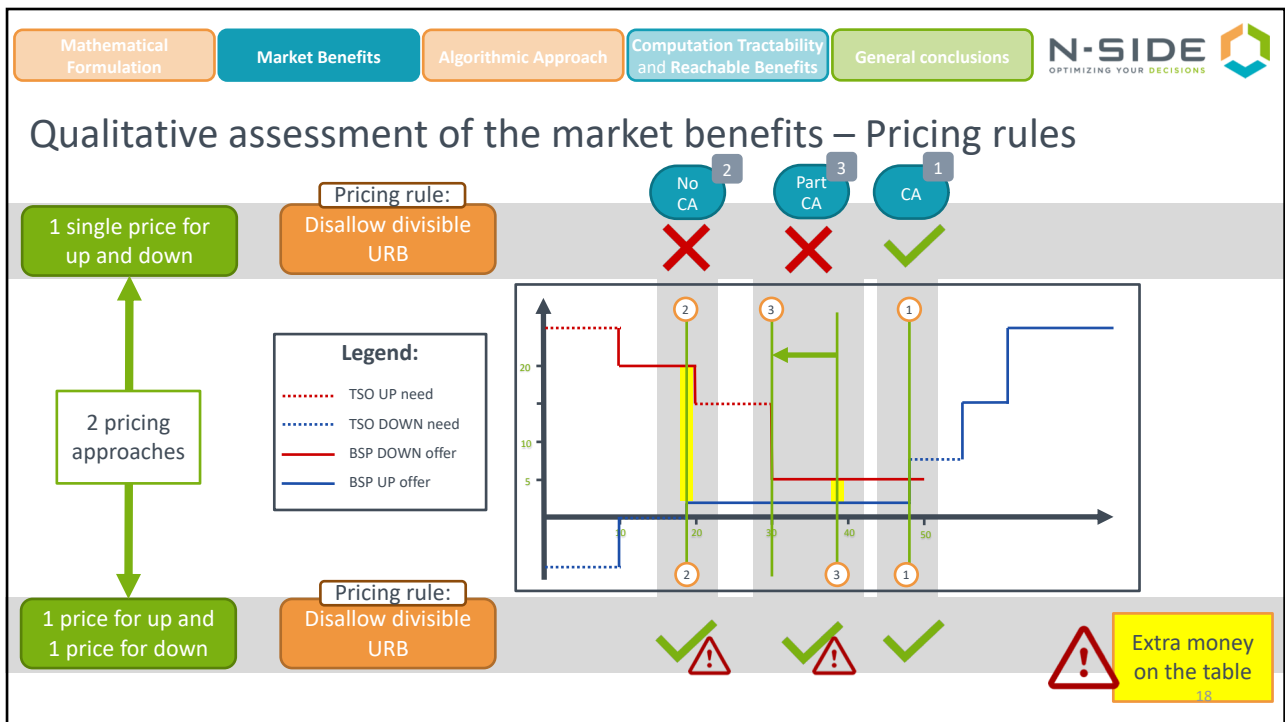 Mathematical
Formulation
Market Benefits
Algorithmic Approach
Computation Tractability
and Reachable Benefits
General conclusions
N-SIDE
OPTIMIZING YOUR DECISIONS
Qualitative assessment of the market benefits – Pricing rules
No
CA
2
Part
CA
3
CA
1
1 single price for
up and down
Pricing rule:
Disallow divisible
URB
2 pricing
approaches
Legend:
TSO UP need
TSO DOWN need
BSP DOWN offer
BSP UP offer
2
3
1
20
10
5
10
20
30
40
50
2
3
1
1 price for up and
1 price for down
Pricing rule:
Disallow divisible
URB
!
!
!
Extra money
on the table
18